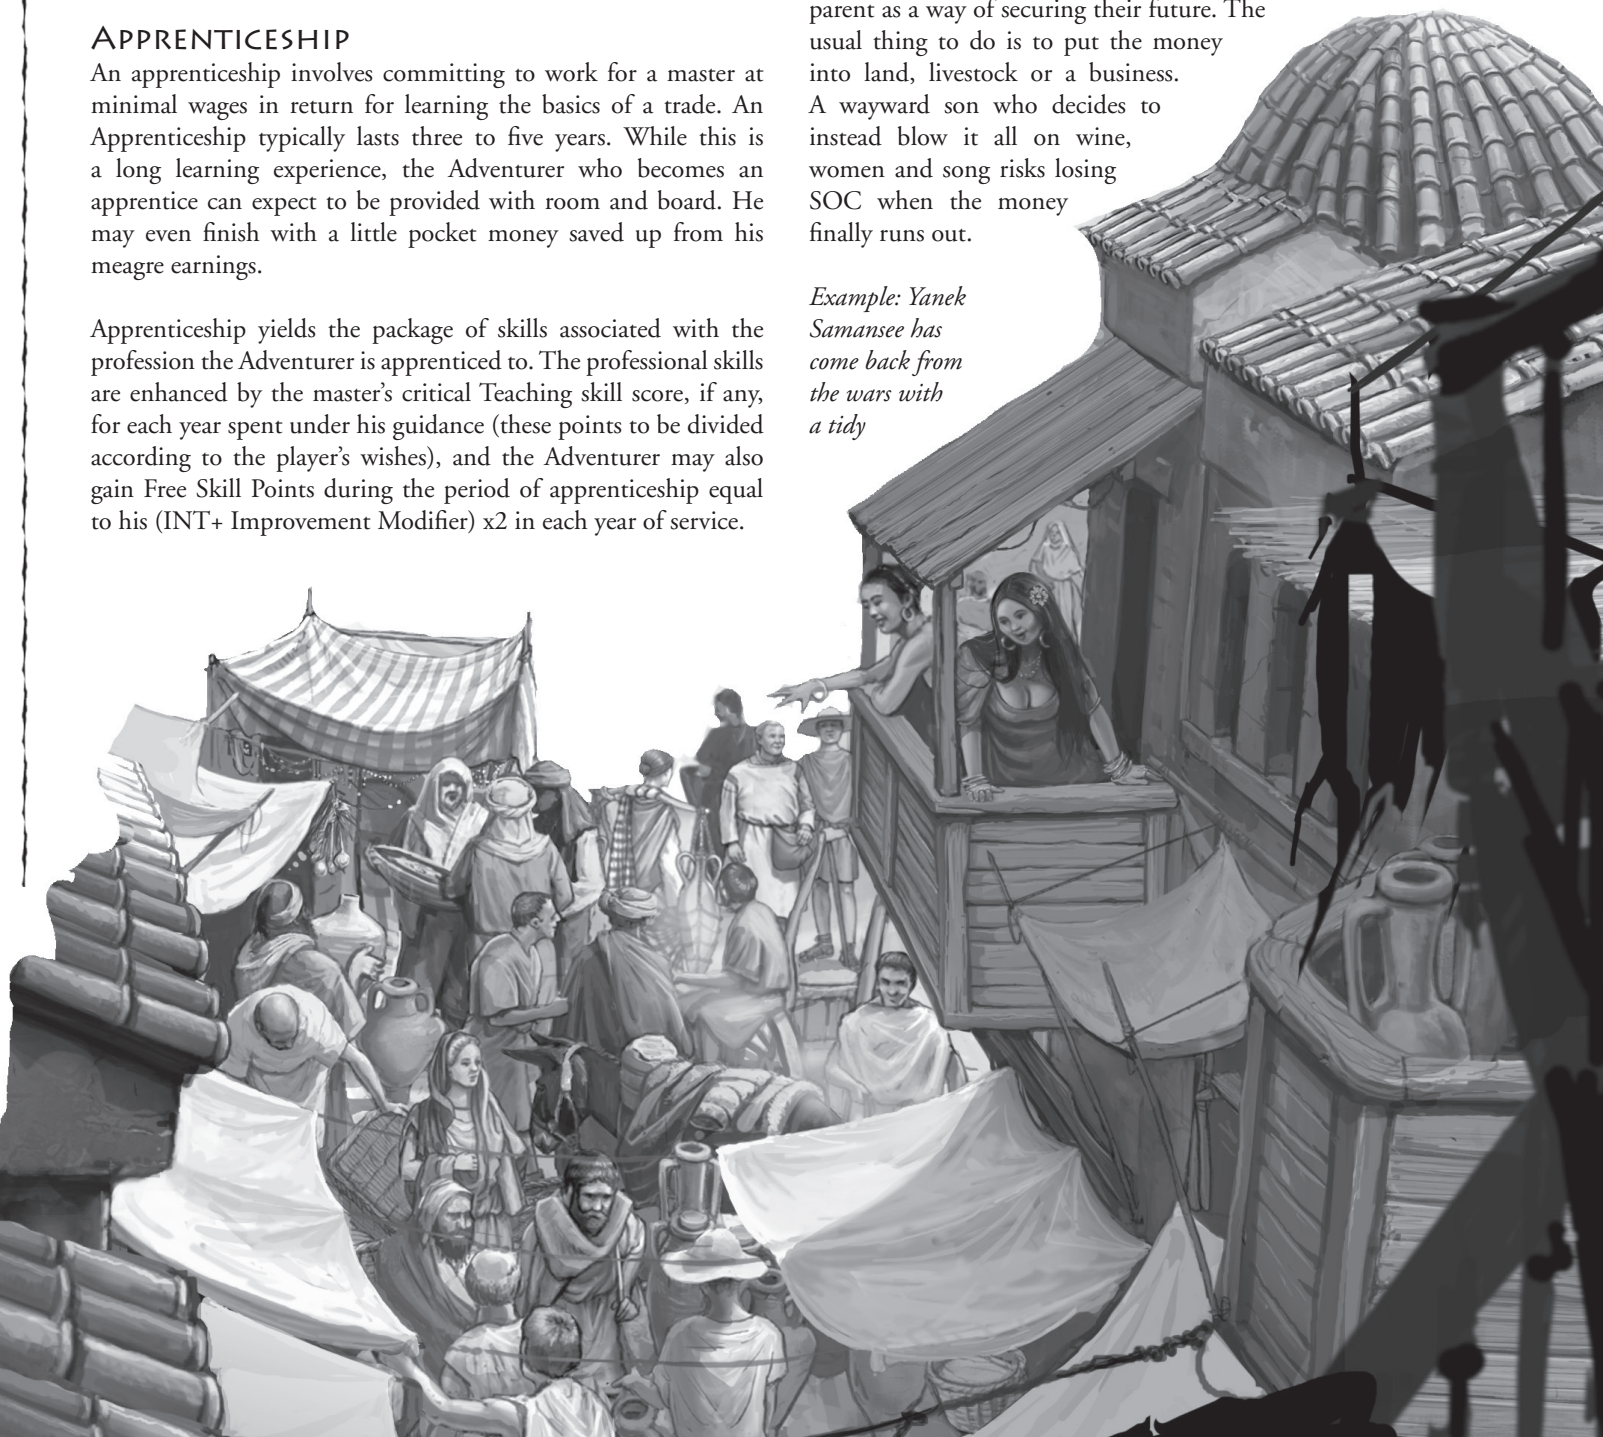 APPRENTICESHIP
An apprenticeship involves committing to work for a master at
minimal wages in return for learning the basics of a trade. An
Apprenticeship typically lasts three to five years. While this is
a long learning experience, the Adventurer who becomes an
apprentice can expect to be provided with room and board. He
may even finish with a little pocket money saved up from his
meagre earnings.
Apprenticeship yields the package of skills associated with the
profession the Adventurer is apprenticed to. The professional skills
are enhanced by the master’s critical Teaching skill score, if any,
for each year spent under his guidance (these points to be divided
according to the player’s wishes), and the Adventurer may also
gain Free Skill Points during the period of apprenticeship equal
to his (INT+ Improvement Modifier) x2 in each year of service.
parent as a way of securing their future. The
usual thing to do is to put the money
into land, livestock or a business.
A wayward son who decides to
instead blow it all on wine,
women and song risks losing
SOC when the money
finally runs out.
Example: Yanek
Samansee has
come back from
the wars with
a tidy